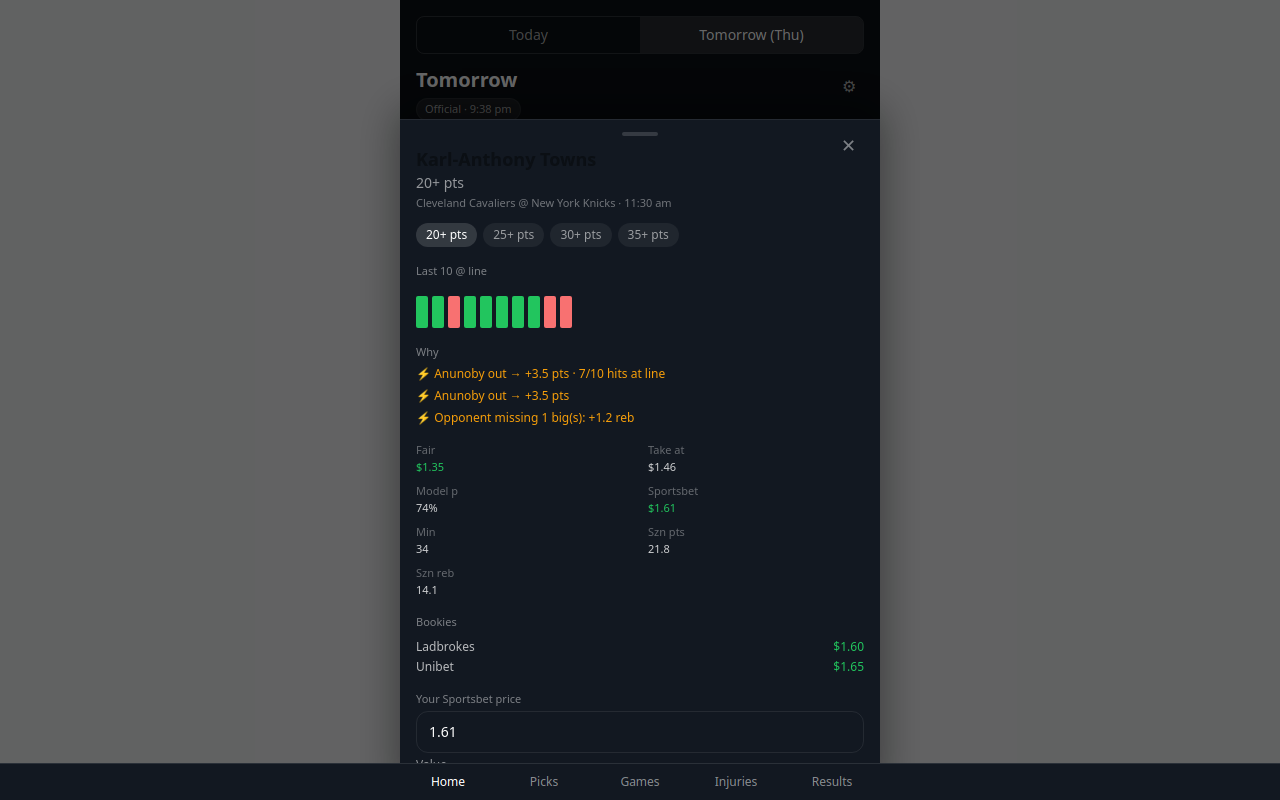 Today Tomorrow (Thu)
Tomorrow ⚙
Official · 9:38 pm
✕
Karl-Anthony Towns
20+ pts
Cleveland Cavaliers @ New York Knicks · 11:30 am
20+ pts 25+ pts 30+ pts 35+ pts
Last 10 @ line
Why
⚡ Anunoby out → +3.5 pts · 7/10 hits at line
⚡ Anunoby out → +3.5 pts
⚡ Opponent missing 1 big(s): +1.2 reb
Fair Take at
$1.35 $1.46
Model p Sportsbet
74% $1.61
Min Szn pts
34 21.8
Szn reb
14.1
Bookies
Ladbrokes $1.60
Unibet $1.65
Your Sportsbet price
1.61
Value
Home Picks Games Injuries Results